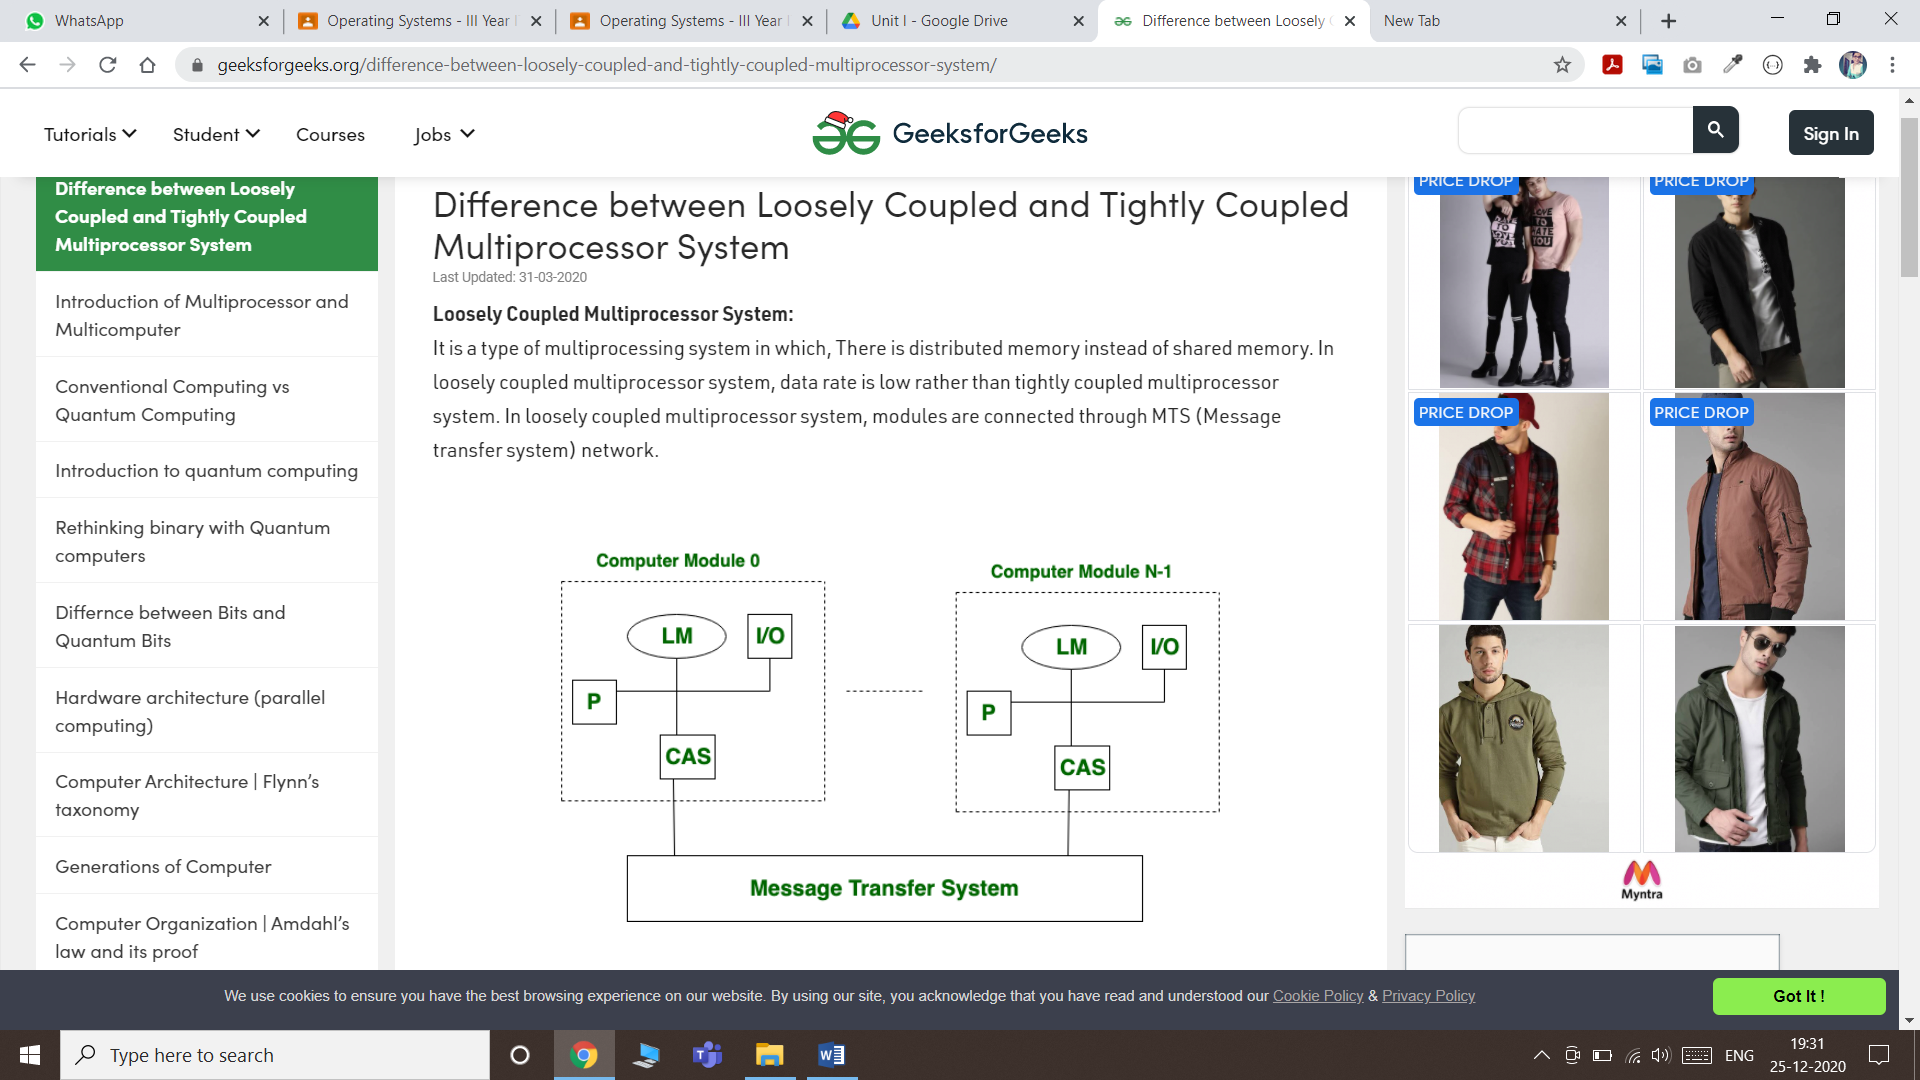 WhatsApp
Operating Systems - III Year
Operating Systems - III Year
Unit I - Google Drive
Difference between Loosely
New Tab
geeksforgeeks.org/difference-between-loosely-coupled-and-tightly-coupled-multiprocessor-system/
Tutorials
Student
Courses
Jobs
GeeksforGeeks
Sign In
Difference between Loosely
Coupled and Tightly Coupled
Multiprocessor System
Introduction of Multiprocessor and
Multicomputer
Conventional Computing vs
Quantum Computing
Introduction to quantum computing
Rethinking binary with Quantum
computers
Differnce between Bits and
Quantum Bits
Hardware architecture (parallel
computing)
Computer Architecture | Flynn's
taxonomy
Generations of Computer
Computer Organization | Amdahl's
law and its proof
Difference between Loosely Coupled and Tightly Coupled
Multiprocessor System
Last Updated: 31-03-2020
Loosely Coupled Multiprocessor System:
It is a type of multiprocessing system in which, There is distributed memory instead of shared memory. In
loosely coupled multiprocessor system, data rate is low rather than tightly coupled multiprocessor
system. In loosely coupled multiprocessor system, modules are connected through MTS (Message
transfer system) network.
Computer Module 0
LM
I/O
P
CAS
Computer Module N-1
LM
I/O
P
CAS
Message Transfer System
PRICE DROP
PRICE DROP
PRICE DROP
PRICE DROP
Myntra
We use cookies to ensure you have the best browsing experience on our website. By using our site, you acknowledge that you have read and understood our Cookie Policy & Privacy Policy
Got It !
Type here to search
ENG
19:31
25-12-2020